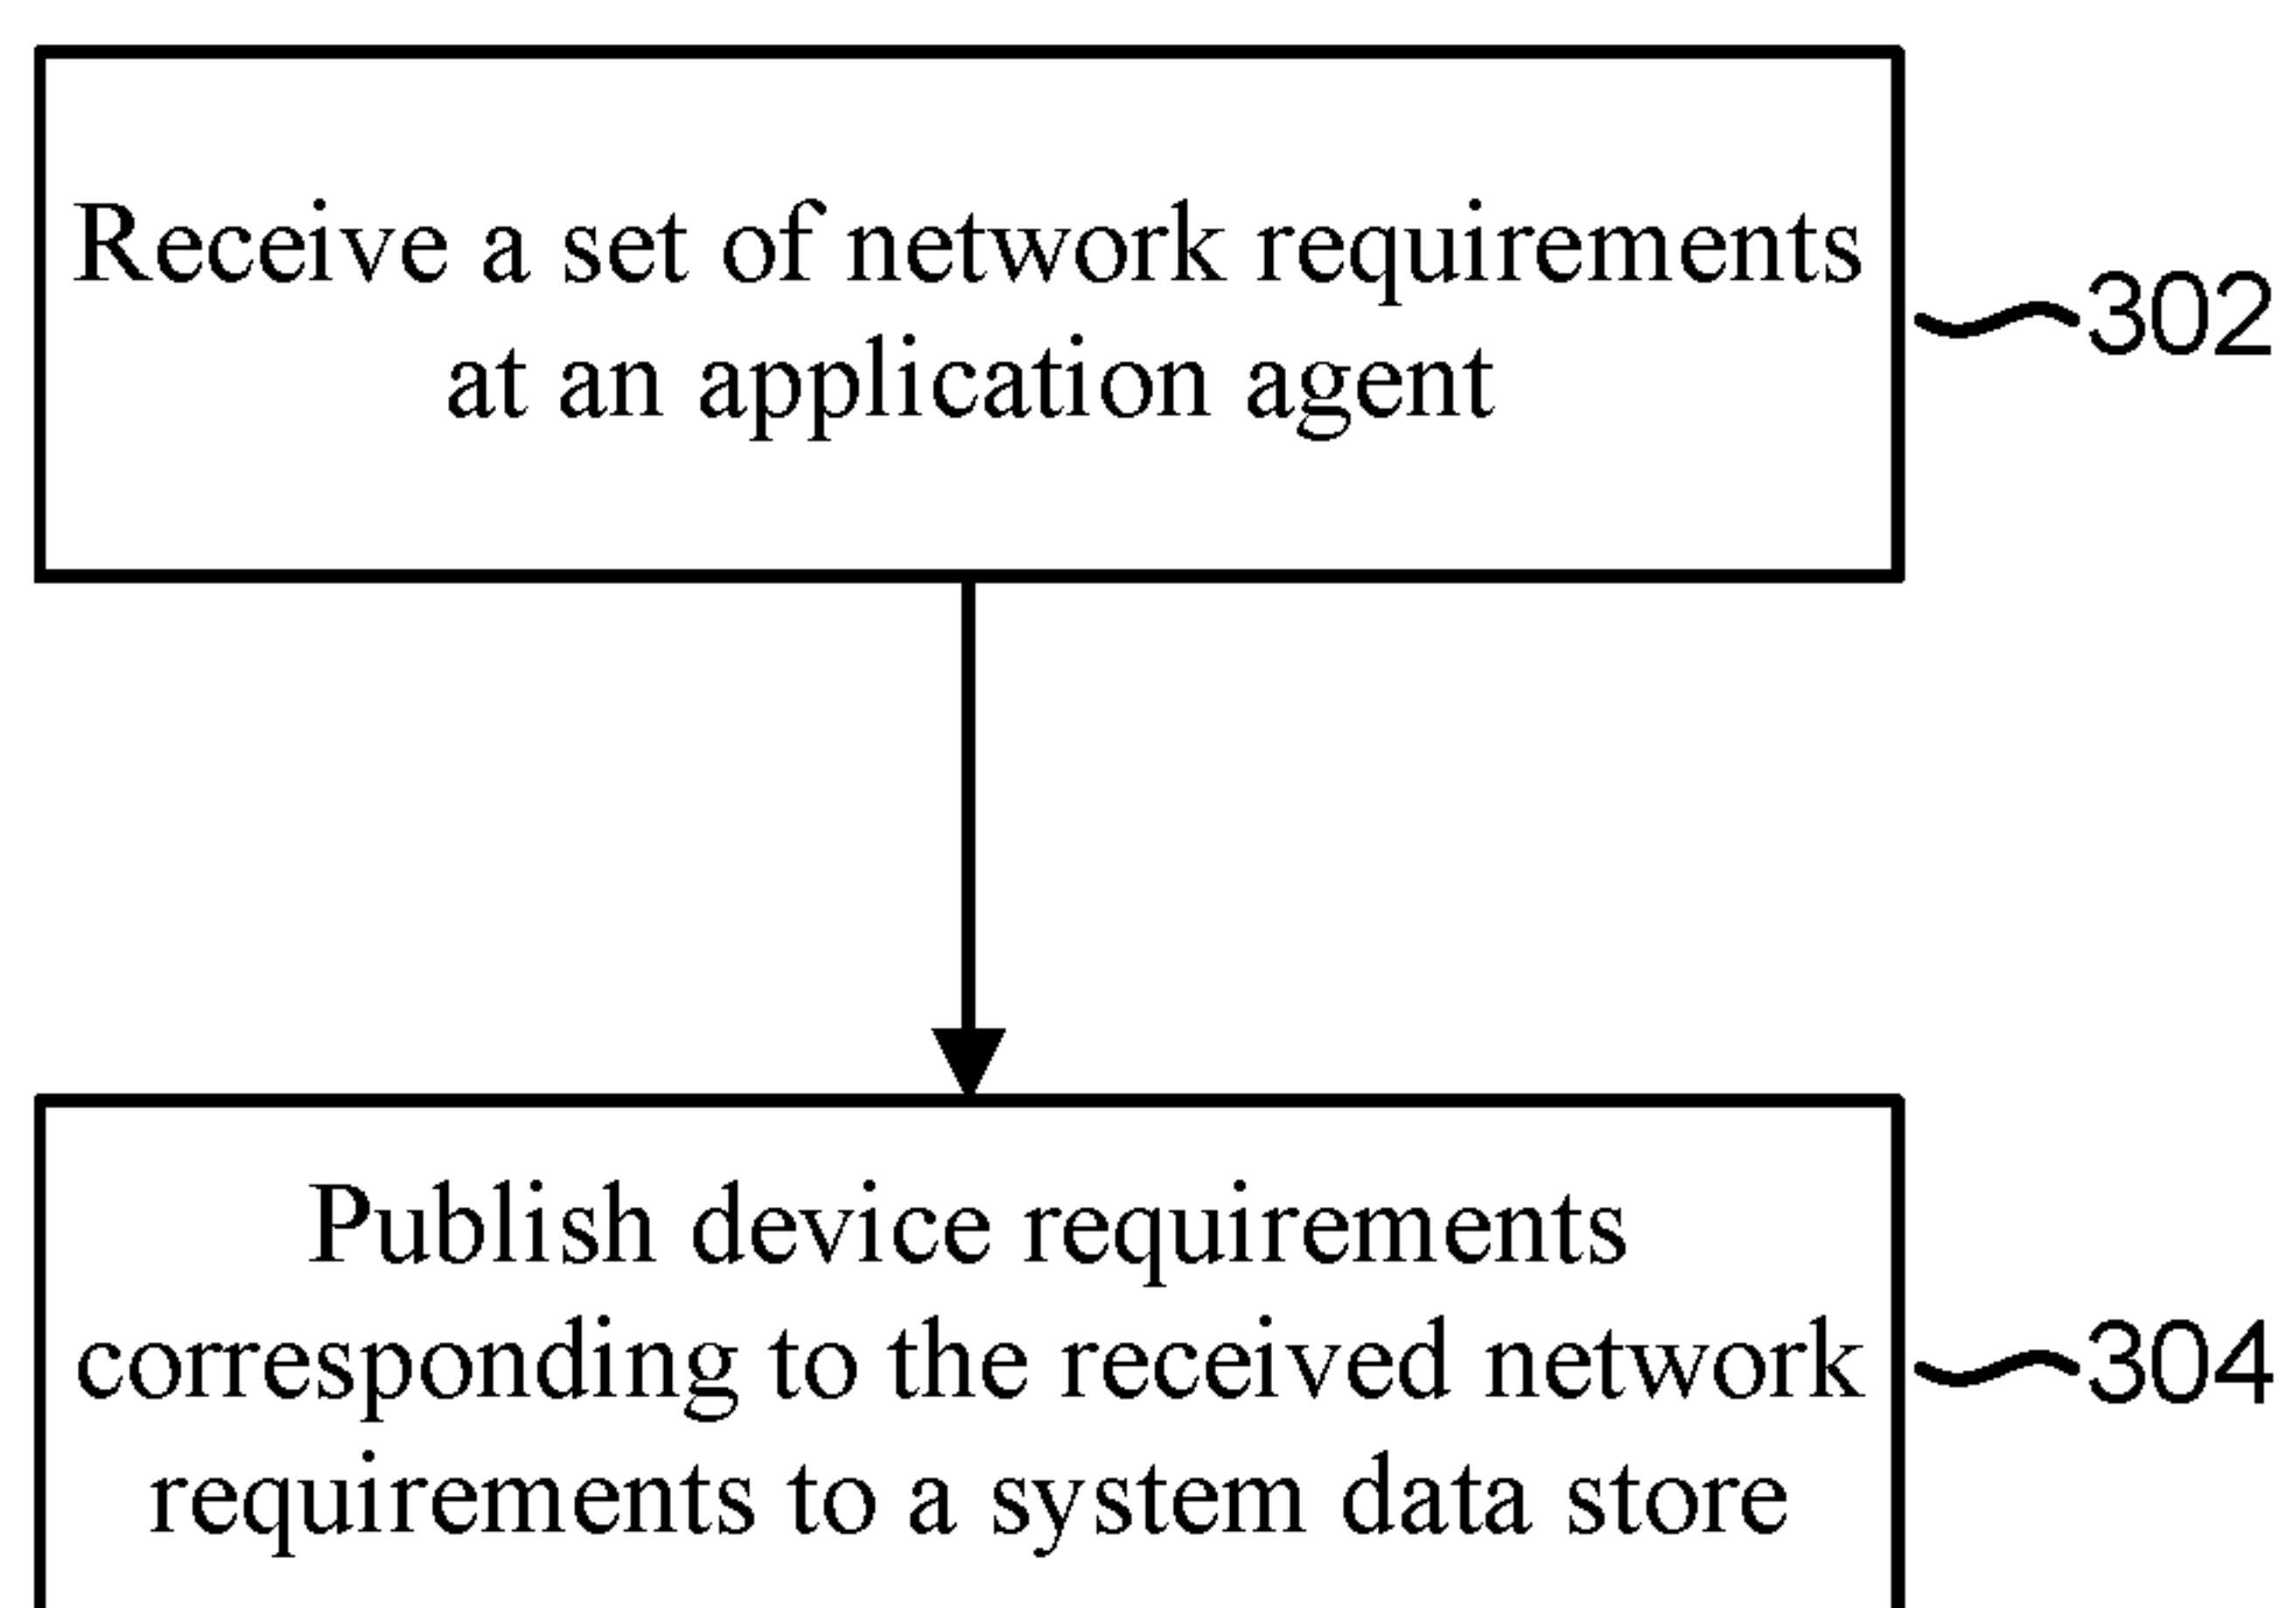 Receive a set of network requirements
at an application agent
302
Publish device requirements
corresponding to the received network
requirements to a system data store
304